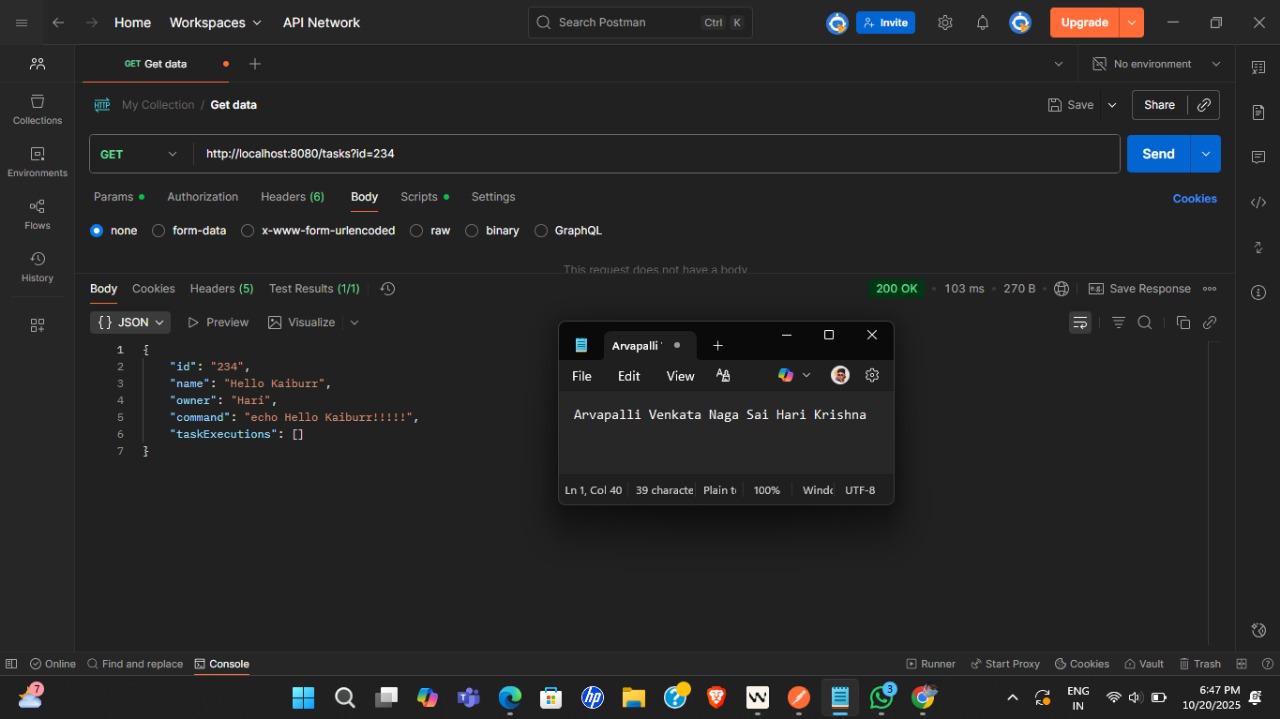 Home Workspaces API Network Search Postman Ctrl K Invite Upgrade
GET Get data No environment
HTTP My Collection / Get data Save Share
GET http://localhost:8080/tasks?id=234 Send
Params Authorization Headers (6) Body Scripts Settings Cookies
none form-data x-www-form-urlencoded raw binary GraphQL
This request does not have a body
Body Cookies Headers (5) Test Results (1/1) 200 OK 103 ms 270 B e.g. Save Response
{} JSON Preview Visualize
1 {
2 "id": "234",
3 "name": "Hello Kaiburr",
4 "owner": "Hari",
5 "command": "echo Hello Kaiburr!!!!!",
6 "taskExecutions": []
7 }
Collections
Environments
Flows
History
Arvapalli
File Edit View
Arvapalli Venkata Naga Sai Hari Krishna
Ln 1, Col 40 39 characte Plain t 100% Windo UTF-8
Online Find and replace Console Runner Start Proxy Cookies Vault Trash
7 3 ENG IN 6:47 PM 10/20/2025